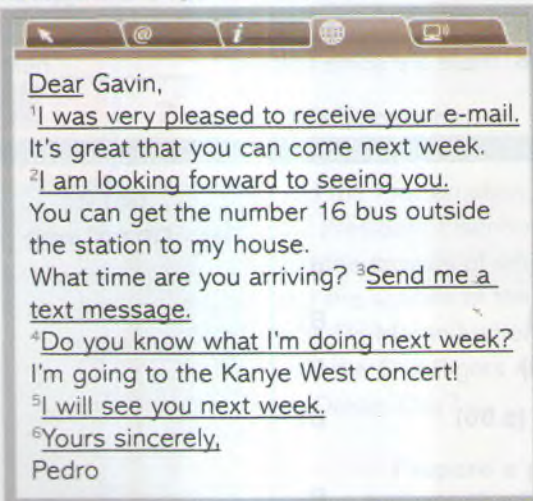 @ i
Dear Gavin,
¹I was very pleased to receive your e-mail.
It's great that you can come next week.
²I am looking forward to seeing you.
You can get the number 16 bus outside
the station to my house.
What time are you arriving? ³Send me a
text message.
⁴Do you know what I'm doing next week?
I'm going to the Kanye West concert!
⁵I will see you next week.
⁶Yours sincerely,
Pedro